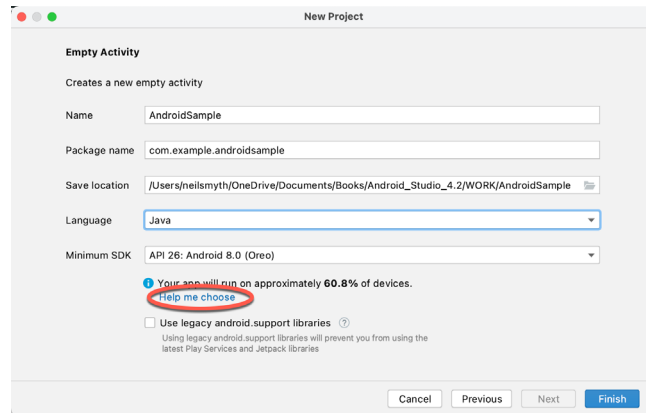 New Project
Empty Activity
Creates a new empty activity
Name AndroidSample
Package name com.example.androidsample
Save location /Users/neilsmyth/OneDrive/Documents/Books/Android_Studio_4.2/WORK/AndroidSample
Language Java
Minimum SDK API 26: Android 8.0 (Oreo)
i Your app will run on approximately 60.8% of devices.
Help me choose
Use legacy android.support libraries ?
Using legacy android.support libraries will prevent you from using the
latest Play Services and Jetpack libraries
Cancel Previous Next Finish